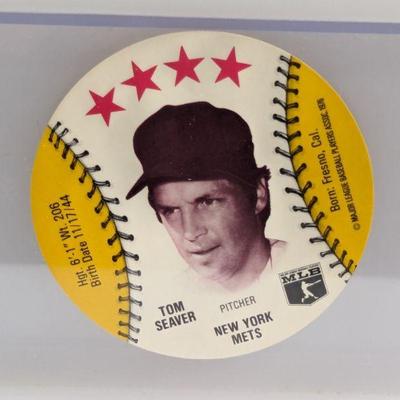 Hgt. 6'-1" Wt. 206
Birth Date 11/17/44
TOM
SEAVER
PITCHER
NEW YORK
METS
Born: Fresno, Cal.
© MAJOR LEAGUE BASEBALL PLAYERS ASSOC. 1976
MLB